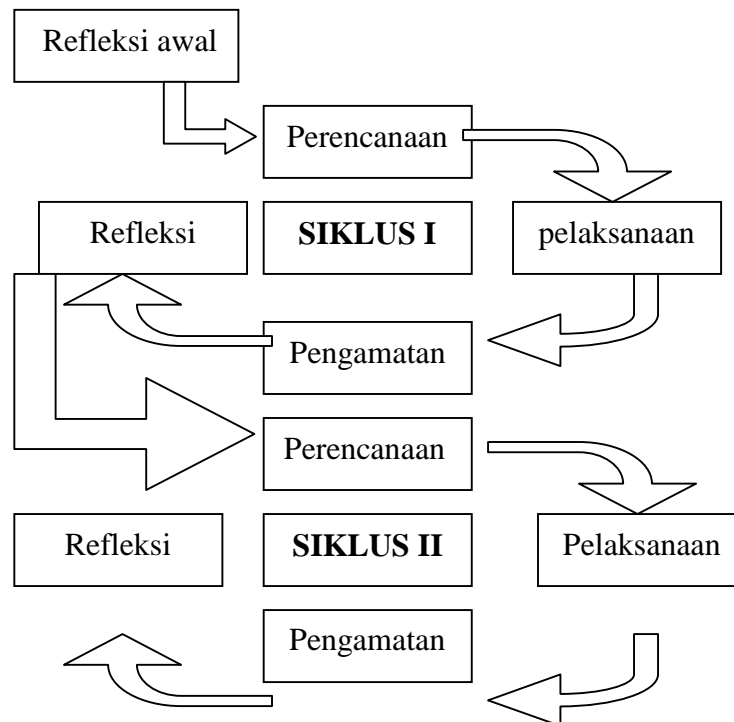 Refleksi awal
Perencanaan
Refleksi
SIKLUS I
pelaksanaan
Pengamatan
Perencanaan
Refleksi
SIKLUS II
Pelaksanaan
Pengamatan